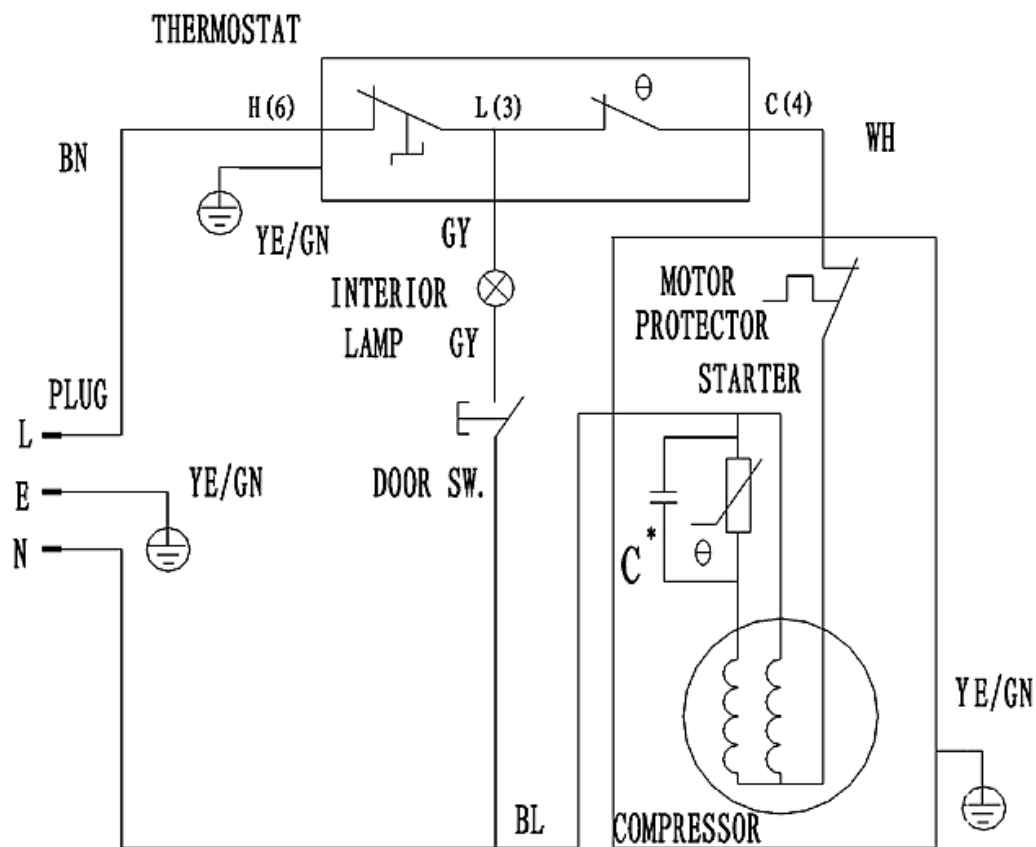 THERMOSTAT
H(6)
L(3)
θ
C(4)
BN
WH
YE/GN
GY
INTERIOR
LAMP
GY
MOTOR
PROTECTOR
STARTER
PLUG
L
E
YE/GN
N
DOOR SW.
C*
θ
YE/GN
BL
COMPRESSOR